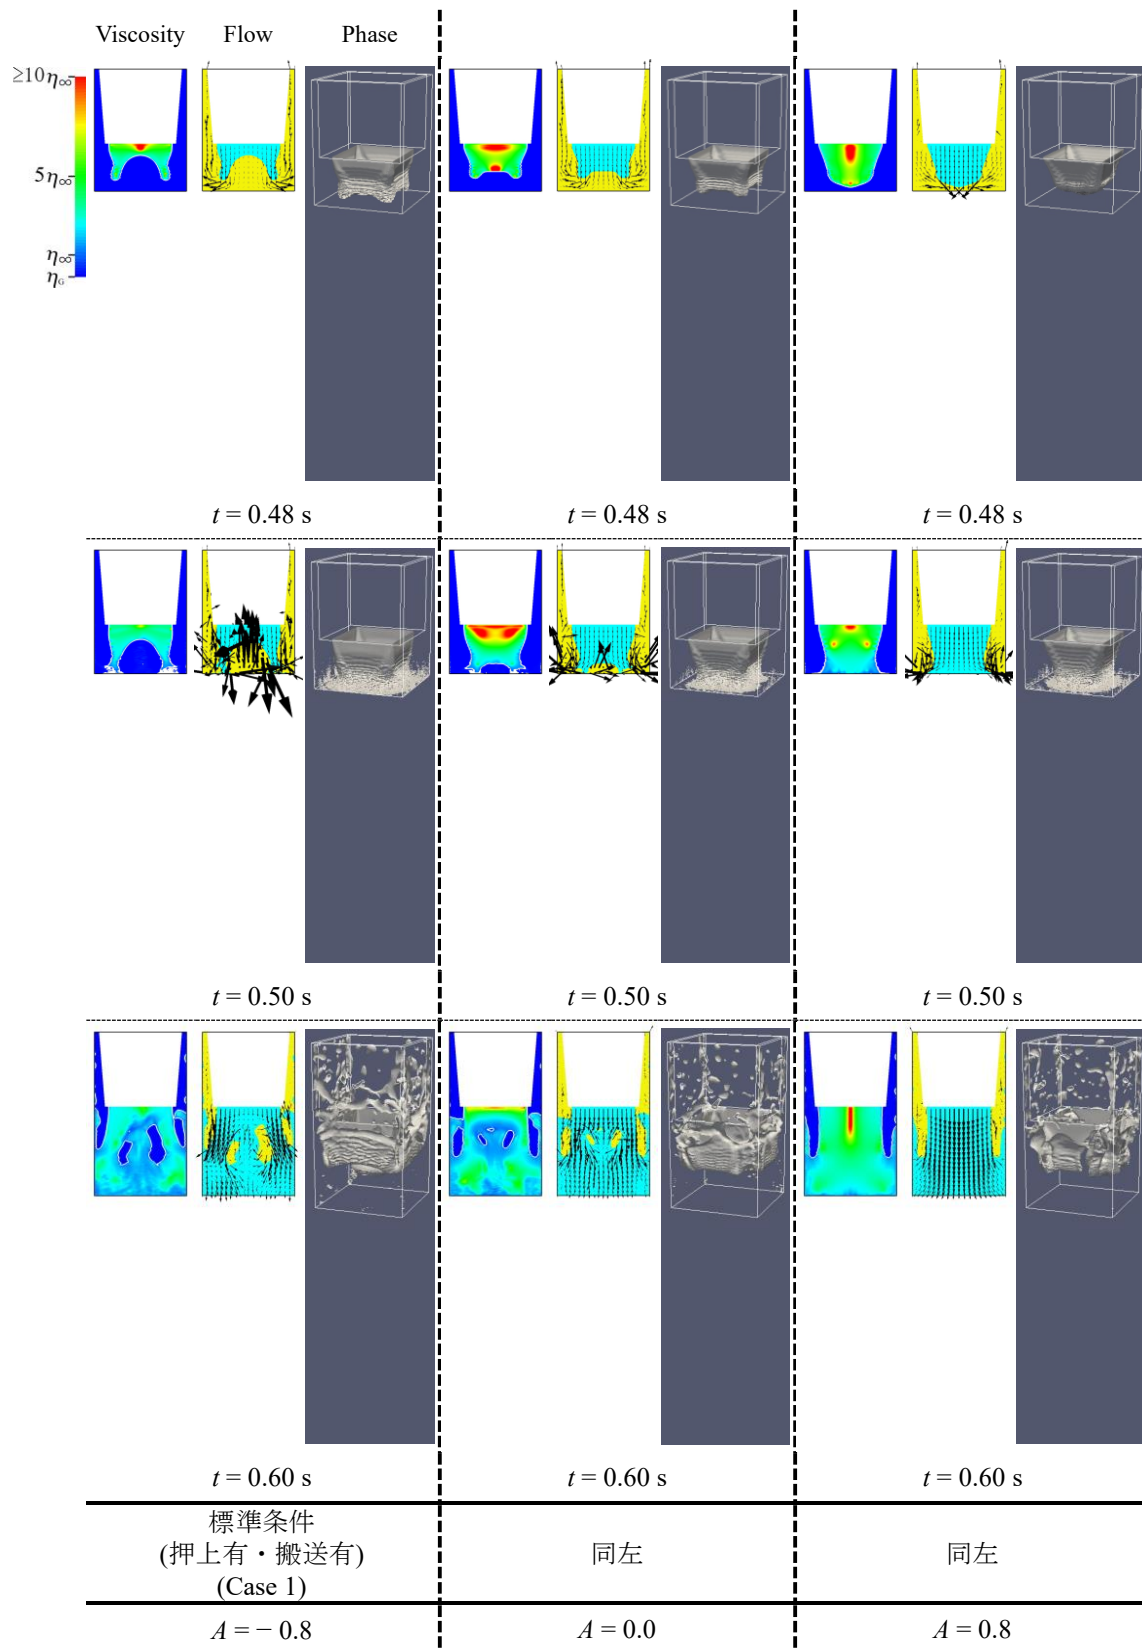 Viscosity Flow Phase
≥10η∞
5η∞
η∞
ηG
t = 0.48 s t = 0.48 s t = 0.48 s
t = 0.50 s t = 0.50 s t = 0.50 s
t = 0.60 s t = 0.60 s t = 0.60 s
標準条件
(押上有・搬送有)
(Case 1)
同左
同左
A = − 0.8 A = 0.0 A = 0.8